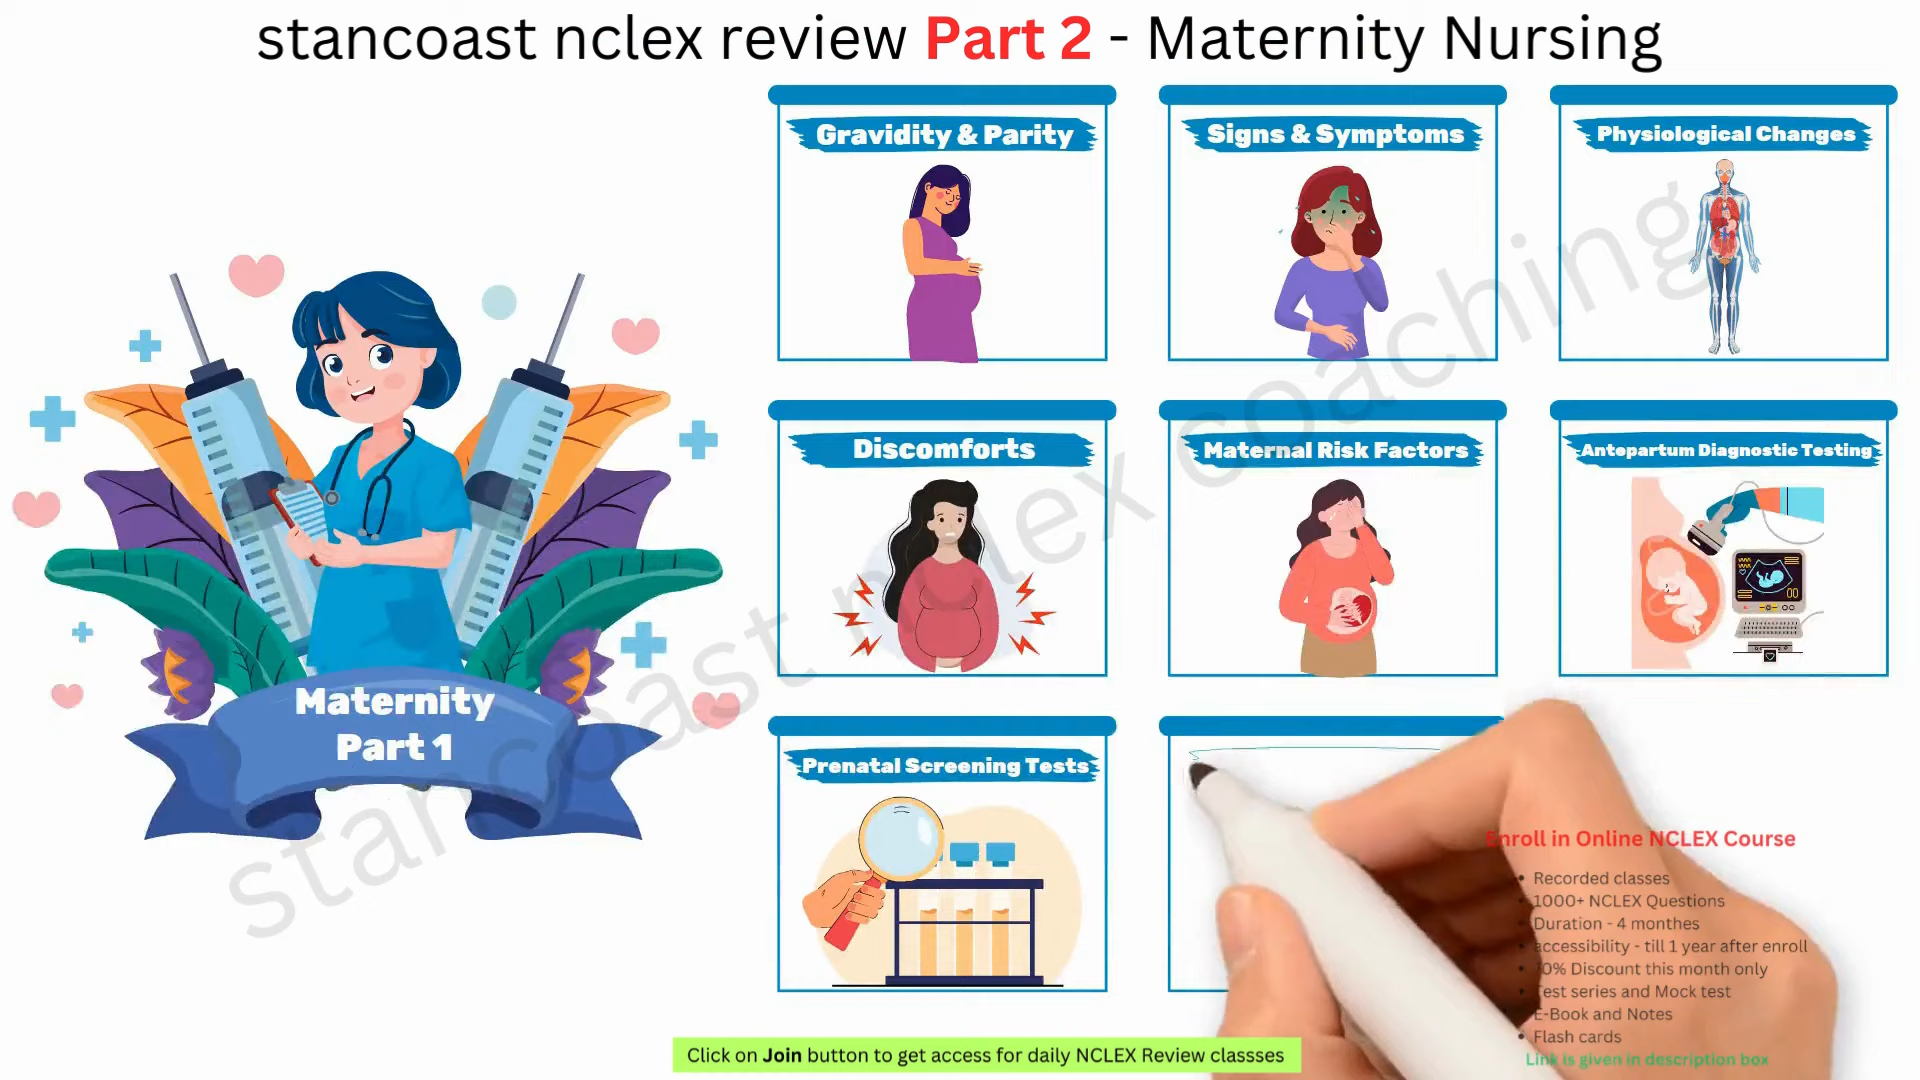 stancoast nclex review Part 2 - Maternity Nursing
Gravidity & Parity
Signs & Symptoms
Physiological Changes
Discomforts
Maternal Risk Factors
Antepartum Diagnostic Testing
Prenatal Screening Tests
Maternity
Part 1
stancoast nclex coaching
Enroll in Online NCLEX Course
Recorded classes
1000+ NCLEX Questions
Duration - 4 monthes
accessibility - till 1 year after enroll
Discount this month only
Test series and Mock test
E-Book and Notes
Flash cards
Link is given in description box
Click on Join button to get access for daily NCLEX Review classses